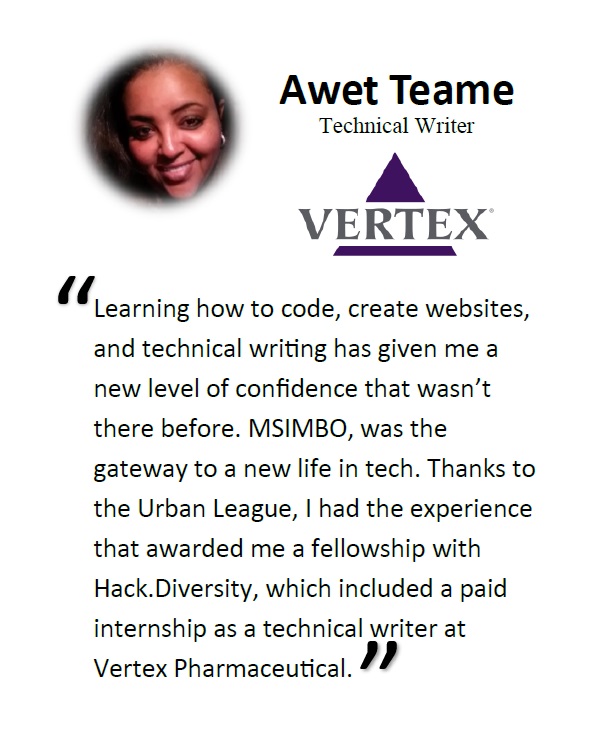 Awet Teame
Technical Writer
VERTEX®
“Learning how to code, create websites,
and technical writing has given me a
new level of confidence that wasn’t
there before. MSIMBO, was the
gateway to a new life in tech. Thanks to
the Urban League, I had the experience
that awarded me a fellowship with
Hack.Diversity, which included a paid
internship as a technical writer at
Vertex Pharmaceutical.”